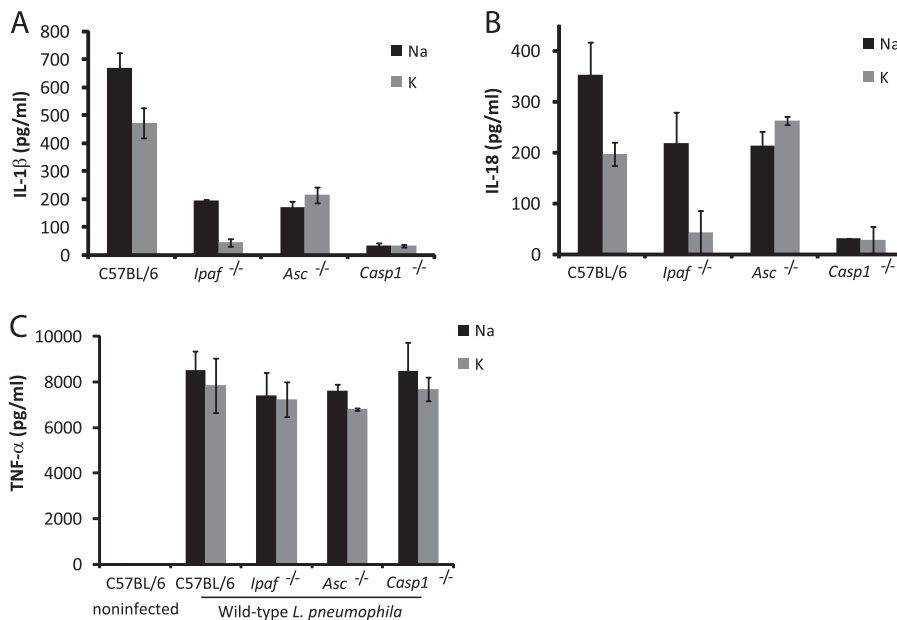 A
IL-1β (pg/ml)
800
700
600
500
400
300
200
100
0
Na
K
C57BL/6 Ipaf -/- Asc -/- Casp1 -/-
B
IL-18 (pg/ml)
400
300
200
100
0
Na
K
C57BL/6 Ipaf -/- Asc -/- Casp1 -/-
C
TNF-α (pg/ml)
10000
8000
6000
4000
2000
0
Na
K
C57BL/6 C57BL/6 Ipaf -/- Asc -/- Casp1 -/-
noninfected Wild-type L. pneumophila